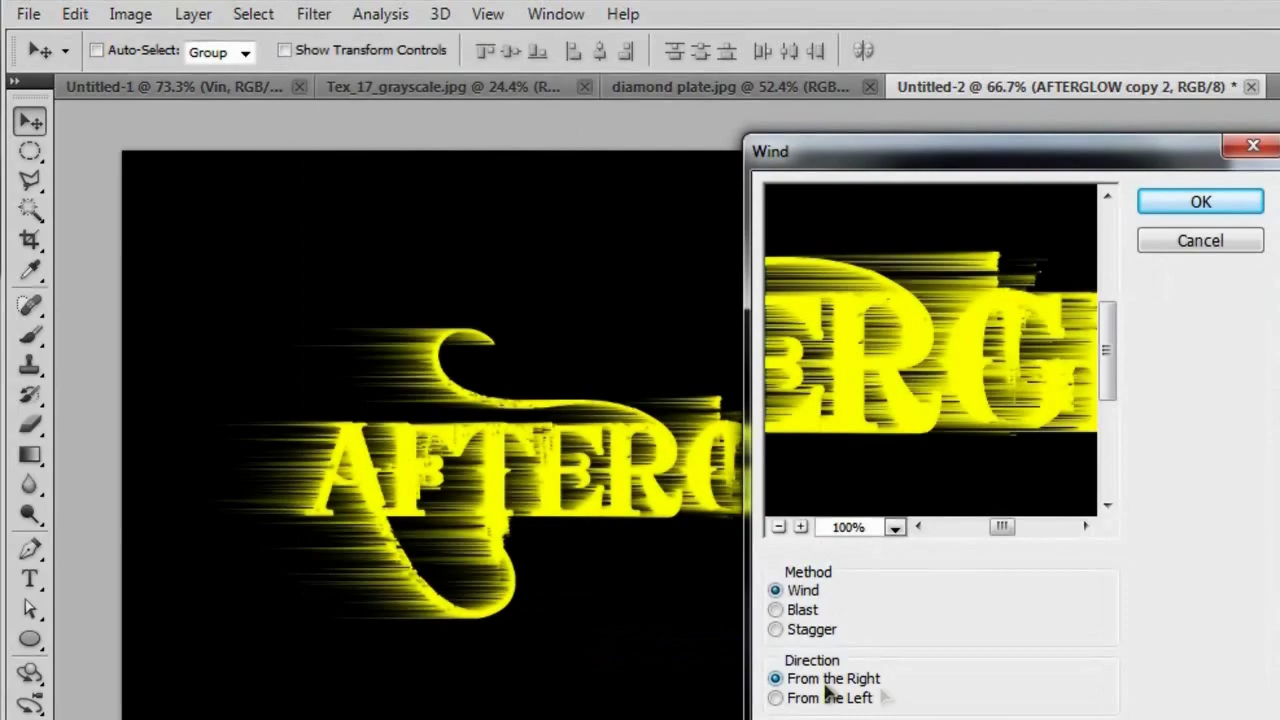 File Edit Image Layer Select Filter Analysis 3D View Window Help
Auto-Select: Group Show Transform Controls
Untitled-1 @ 73.3% (Vin, RGB/... Tex_17_grayscale.jpg @ 24.4% (R... diamond plate.jpg @ 52.4% (RGB... Untitled-2 @ 66.7% (AFTERGLOW copy 2, RGB/8) *
Wind
OK
Cancel
ERG
AFTERG
100%
Method
Wind
Blast
Stagger
Direction
From the Right
From the Left